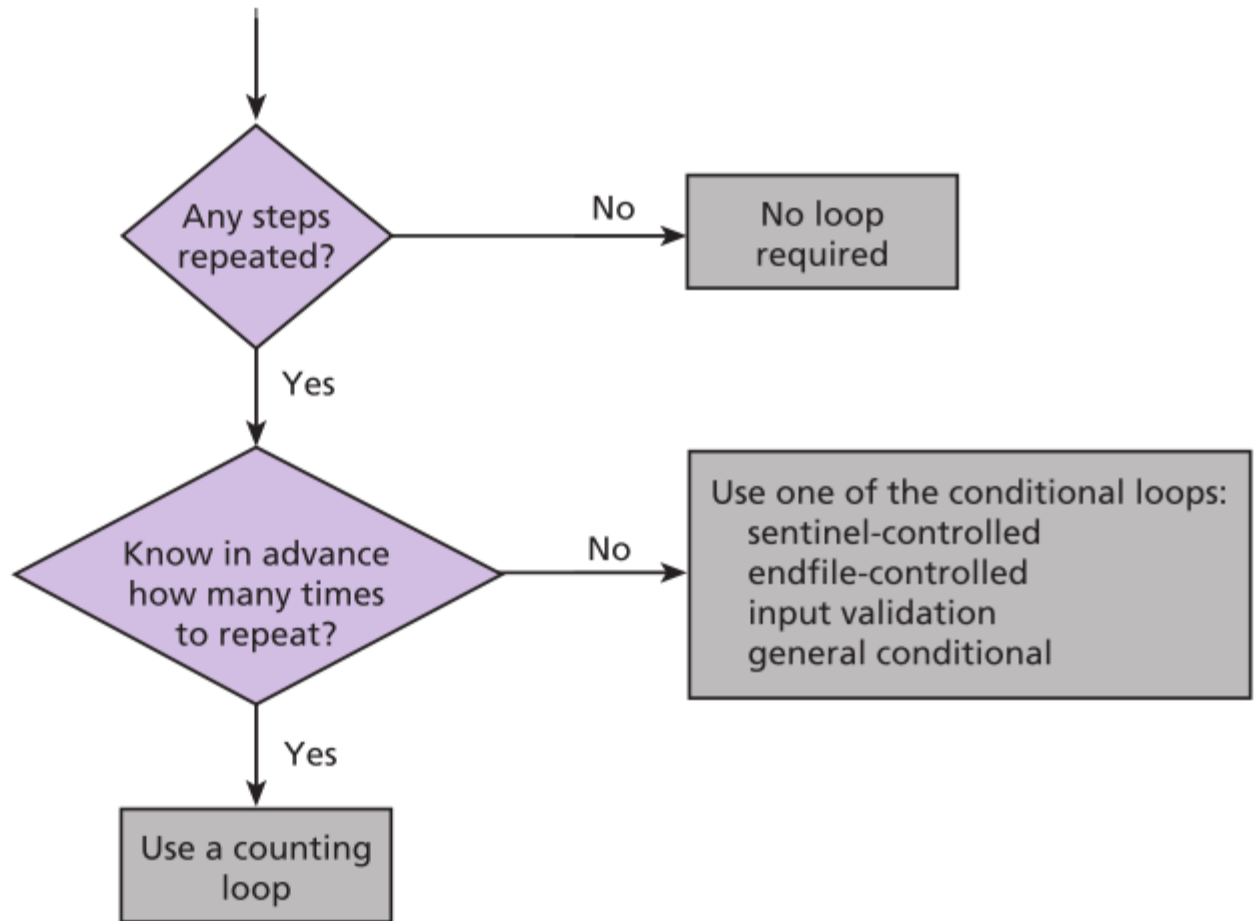 Any steps
repeated?
No
No loop
required
Yes
Know in advance
how many times
to repeat?
No
Use one of the conditional loops:
sentinel-controlled
endfile-controlled
input validation
general conditional
Yes
Use a counting
loop